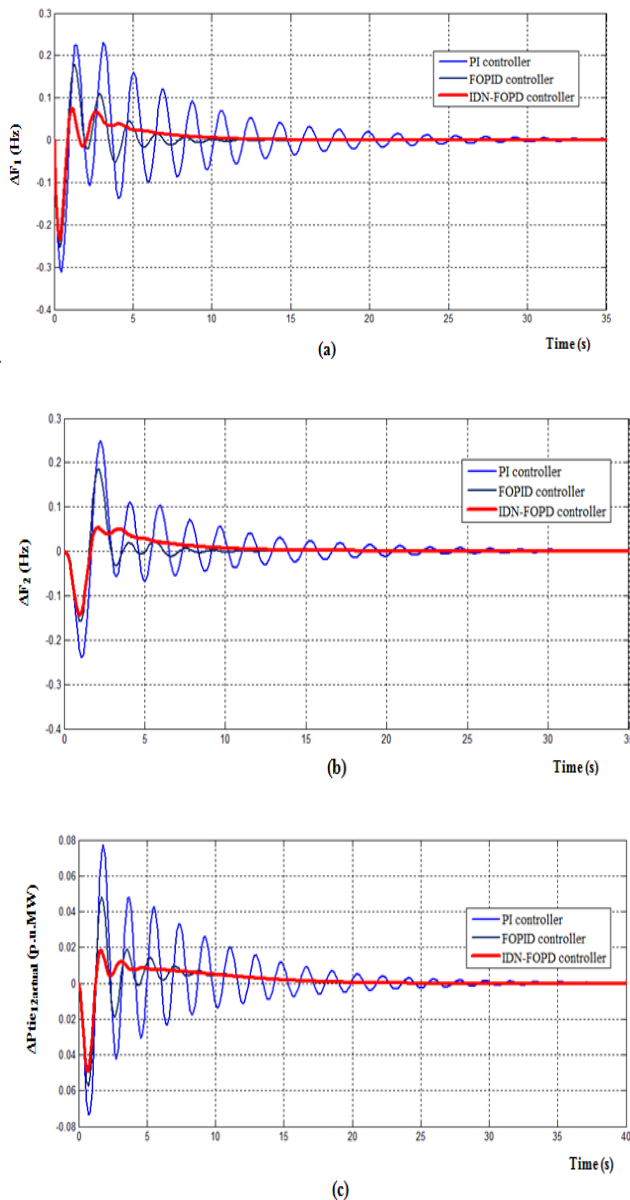 0.3
0.2
0.1
0
-0.1
-0.2
-0.3
-0.4
ΔF₁ (Hz)
PI controller
FOPID controller
IDN-FOPD controller
0 5 10 15 20 25 30 35
Time (s)
(a)
0.3
0.2
0.1
0
-0.1
-0.2
-0.3
-0.4
ΔF₂ (Hz)
PI controller
FOPID controller
IDN-FOPD controller
0 5 10 15 20 25 30 35
Time (s)
(b)
0.08
0.06
0.04
0.02
0
-0.02
0.04
0.06
-0.08
ΔPtie₁₂actual (p.u.MW)
PI controller
FOPID controller
IDN-FOPD controller
0 5 10 15 20 25 30 35 40
Time (s)
(c)